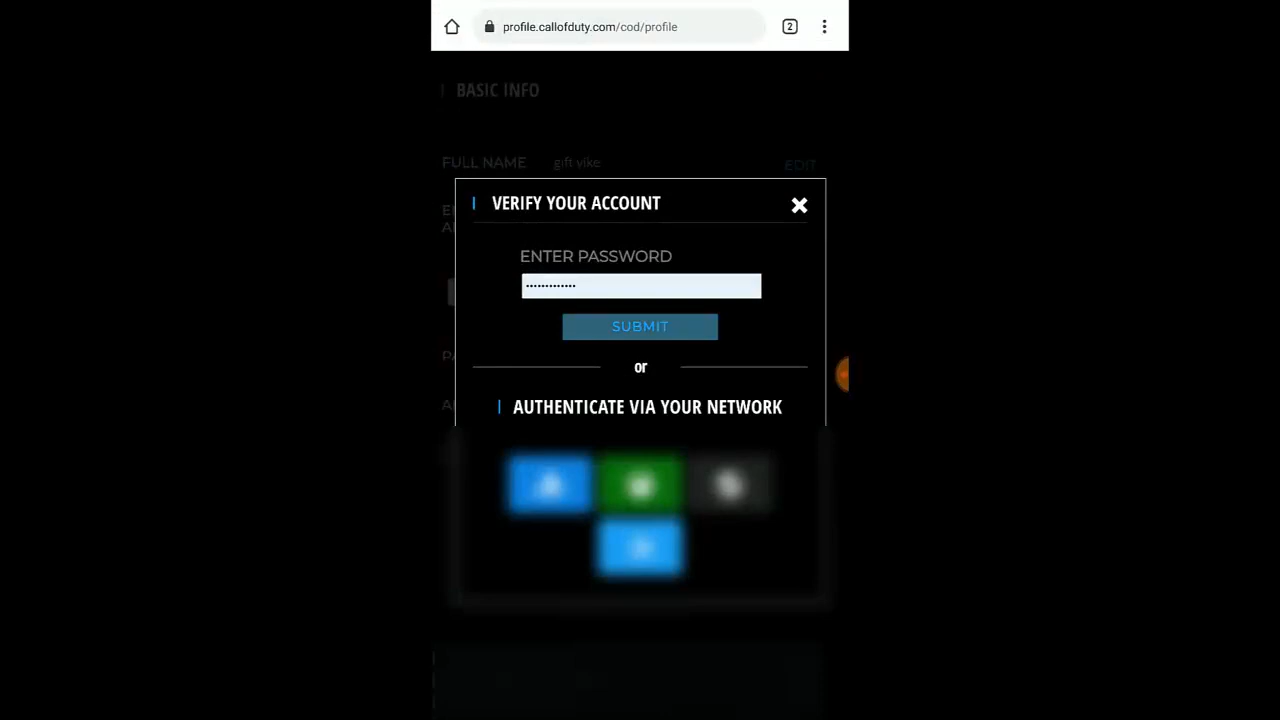 profile.callofduty.com/cod/profile
2
BASIC INFO
FULL NAME gift vike EDIT
VERIFY YOUR ACCOUNT
ENTER PASSWORD
•••••••••••••
SUBMIT
or
AUTHENTICATE VIA YOUR NETWORK